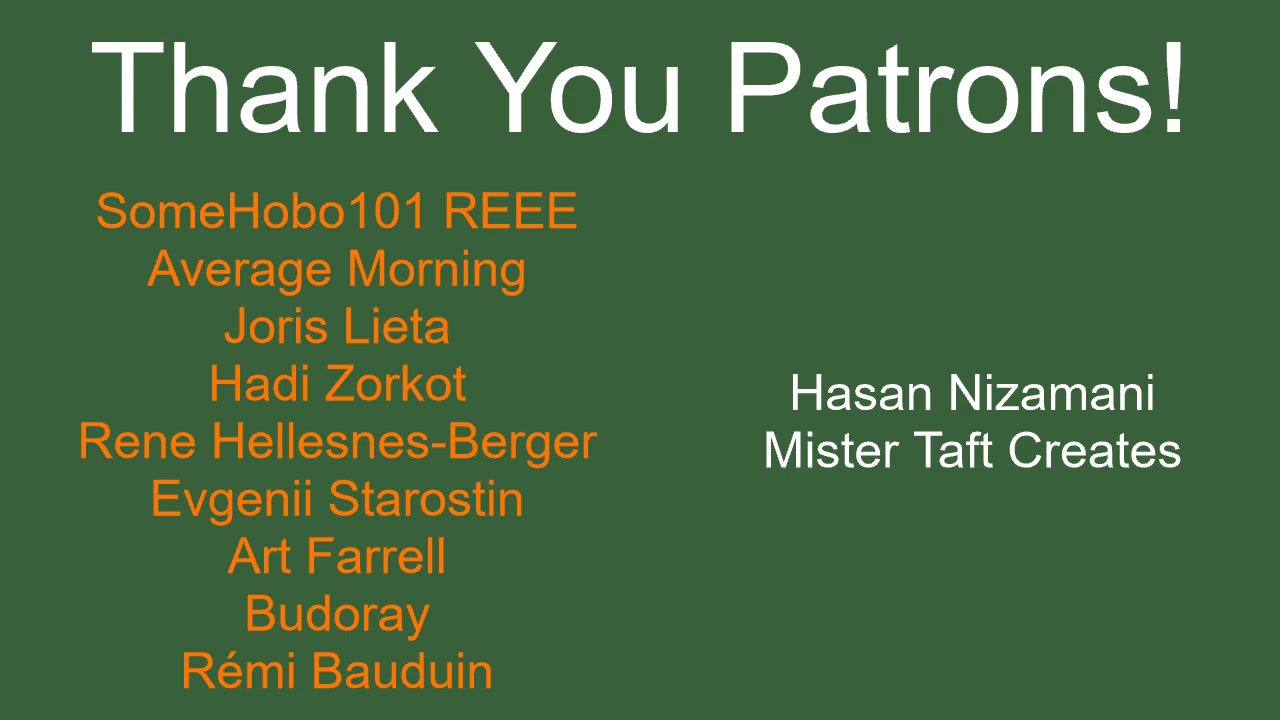 Thank You Patrons!
SomeHobo101 REEE
Average Morning
Joris Lieta
Hadi Zorkot
Rene Hellesnes-Berger
Evgenii Starostin
Art Farrell
Budoray
Rémi Bauduin
Hasan Nizamani
Mister Taft Creates